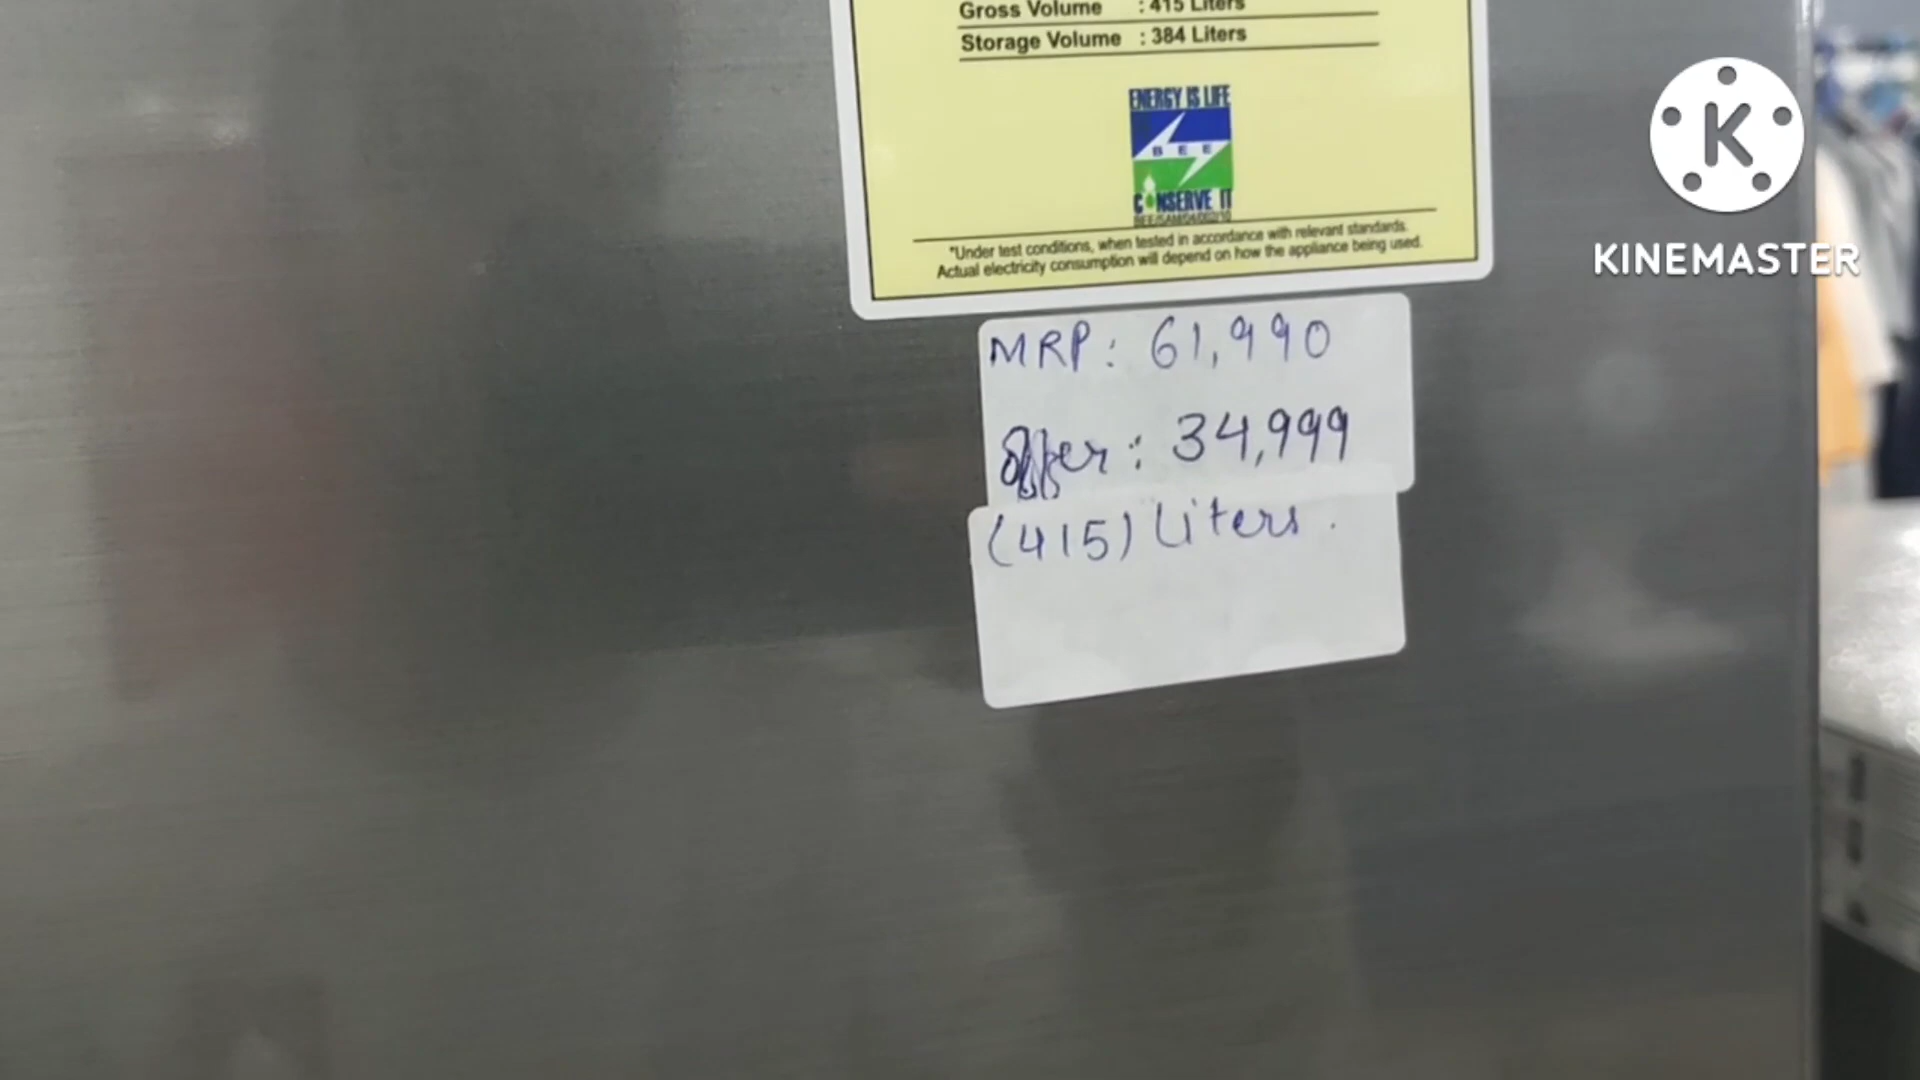 Gross Volume : 415 Liters
Storage Volume : 384 Liters
ENERGY IS LIFE
BEE
CONSERVE IT
*Under test conditions, when tested in accordance with relevant standards.
Actual electricity consumption will depend on how the appliance being used.
MRP: 61,990
Offer: 34,999
(415) Liters.
K
KINEMASTER